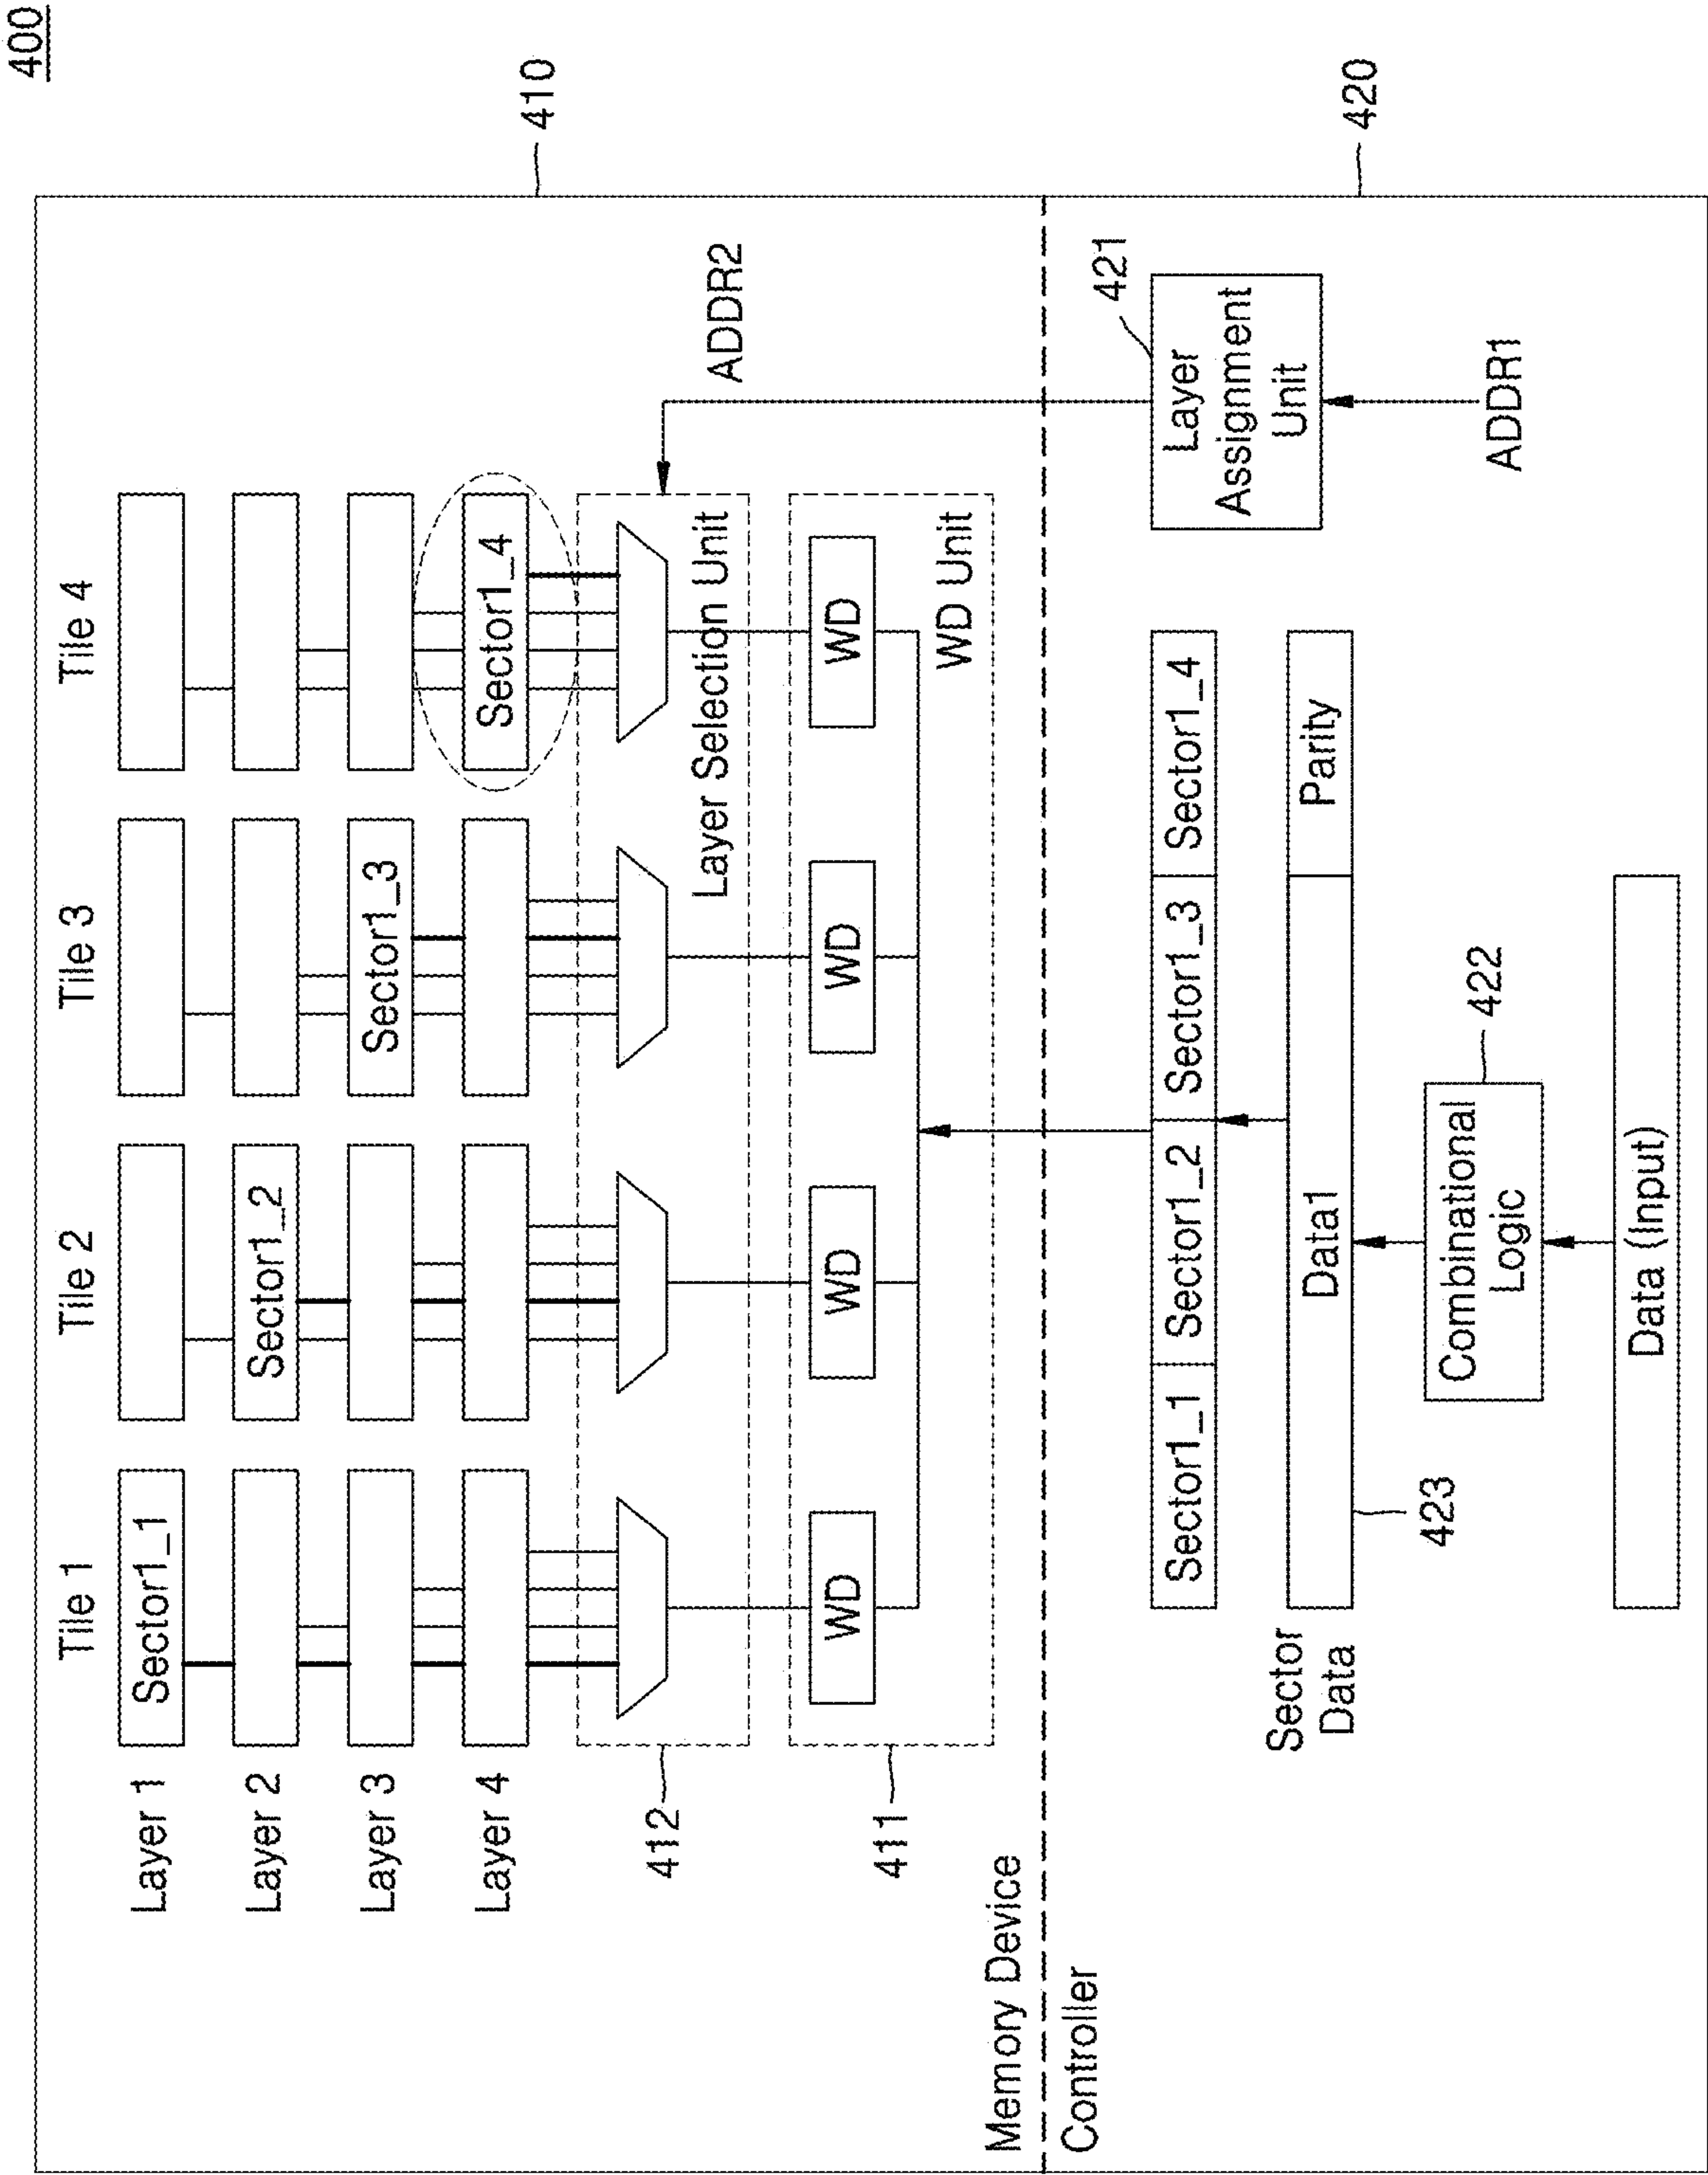 400
410
Tile 1
Tile 2
Tile 3
Tile 4
Layer 1
Sector1_1
Layer 2
Sector1_2
Layer 3
Sector1_3
Layer 4
Sector1_4
ADDR2
412
Layer Selection Unit
411
WD
WD
WD
WD
WD Unit
Memory Device
Controller
420
421
Layer
Assignment
Unit
ADDR1
Sector1_1
Sector1_2
Sector1_3
Sector1_4
Sector
Data
Data1
Parity
423
Combinational
Logic
422
Data (Input)